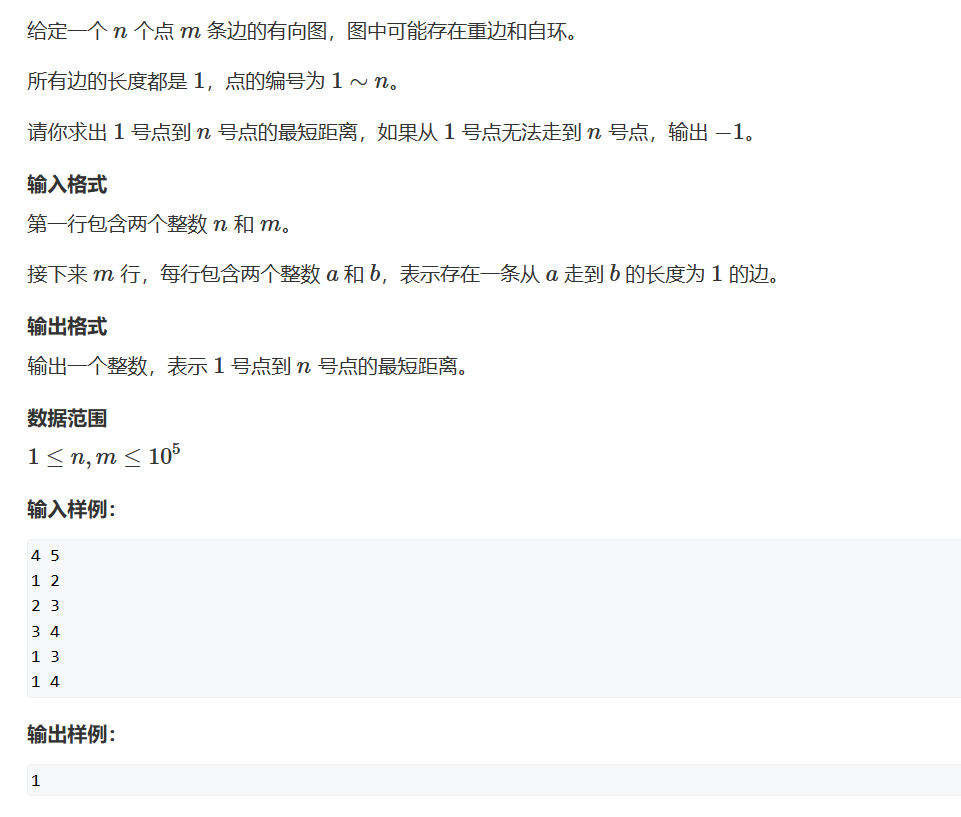 给定一个 n 个点 m 条边的有向图，图中可能存在重边和自环。
所有边的长度都是 1，点的编号为 1 ∼ n。
请你求出 1 号点到 n 号点的最短距离，如果从 1 号点无法走到 n 号点，输出 −1。
输入格式
第一行包含两个整数 n 和 m。
接下来 m 行，每行包含两个整数 a 和 b，表示存在一条从 a 走到 b 的长度为 1 的边。
输出格式
输出一个整数，表示 1 号点到 n 号点的最短距离。
数据范围
1 ≤ n, m ≤ 10⁵
输入样例：
4 5
1 2
2 3
3 4
1 3
1 4
输出样例：
1